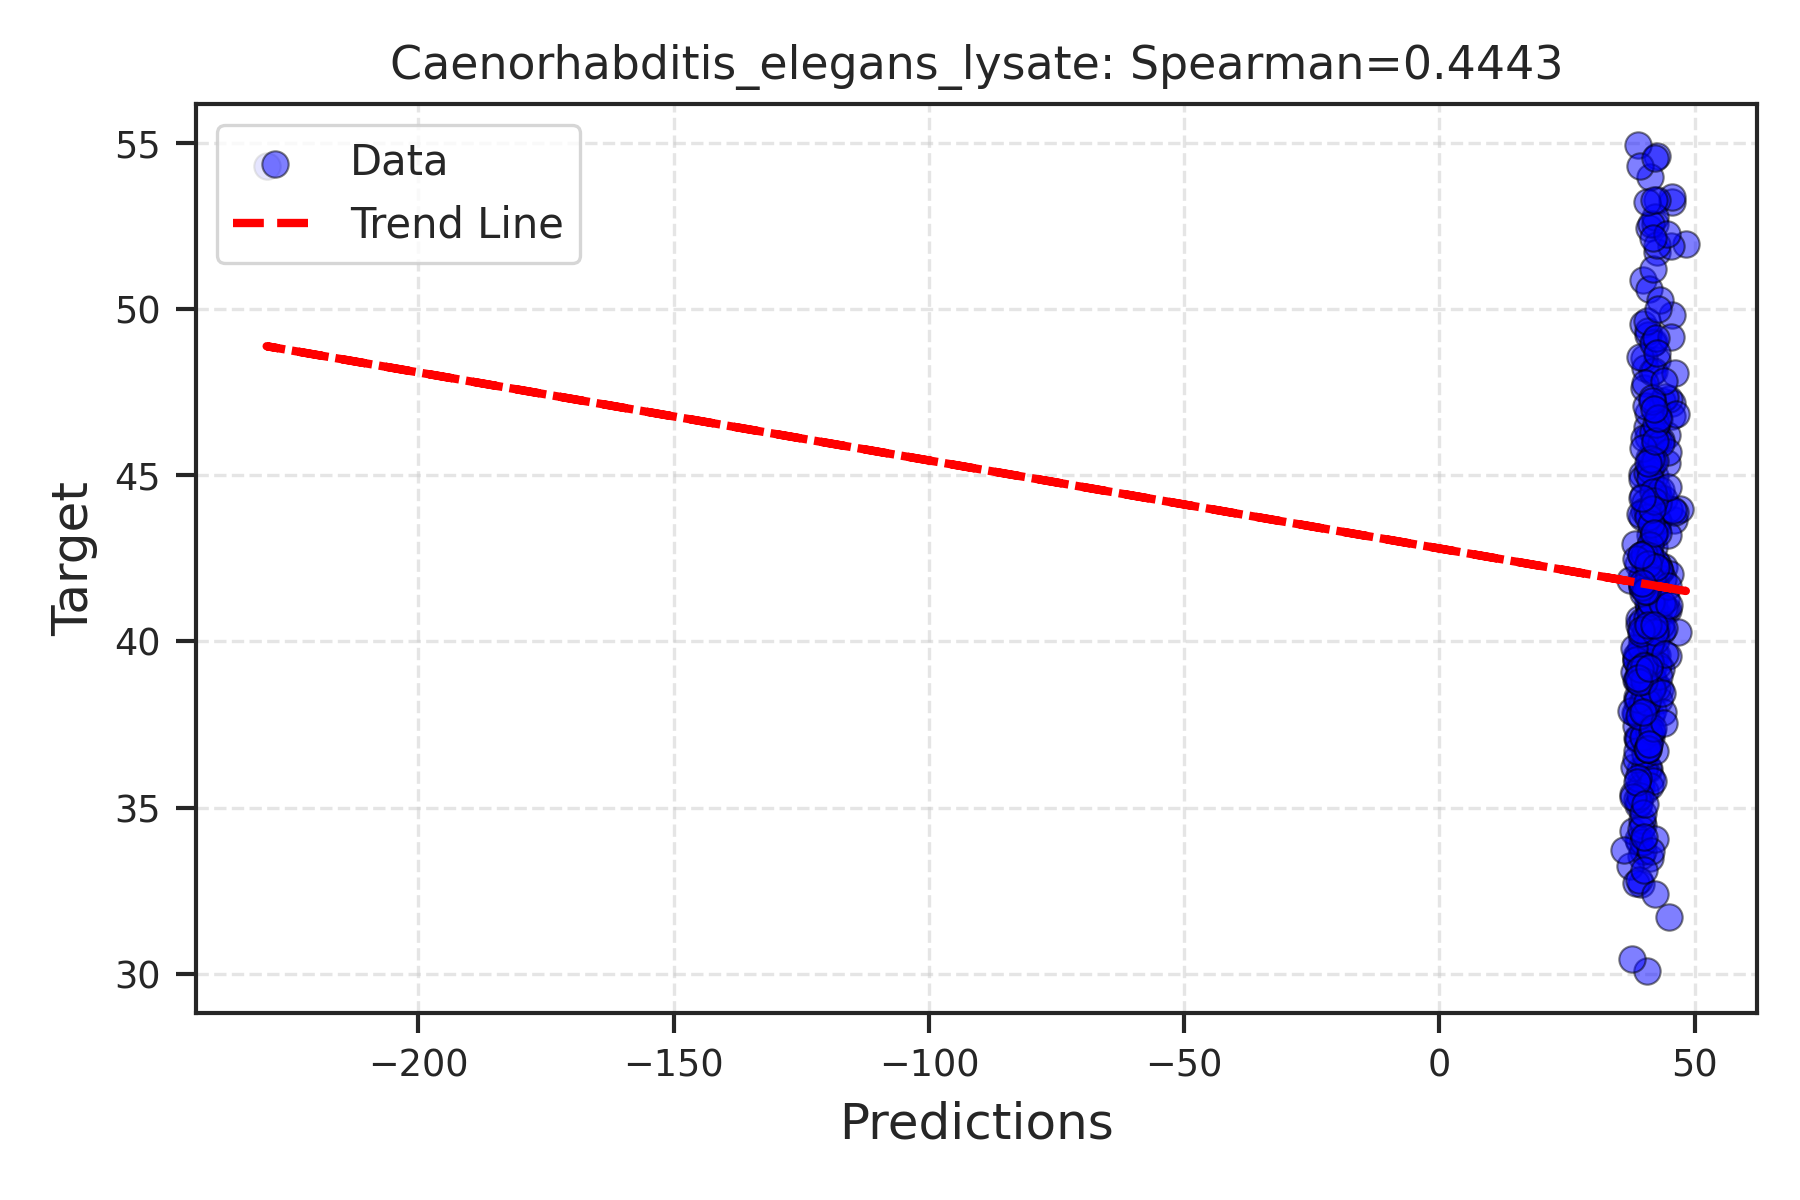 Caenorhabditis_elegans_lysate: Spearman=0.4443
Data
Trend Line
55
50
45
40
35
30
Target
−200
−150
−100
−50
0
50
Predictions